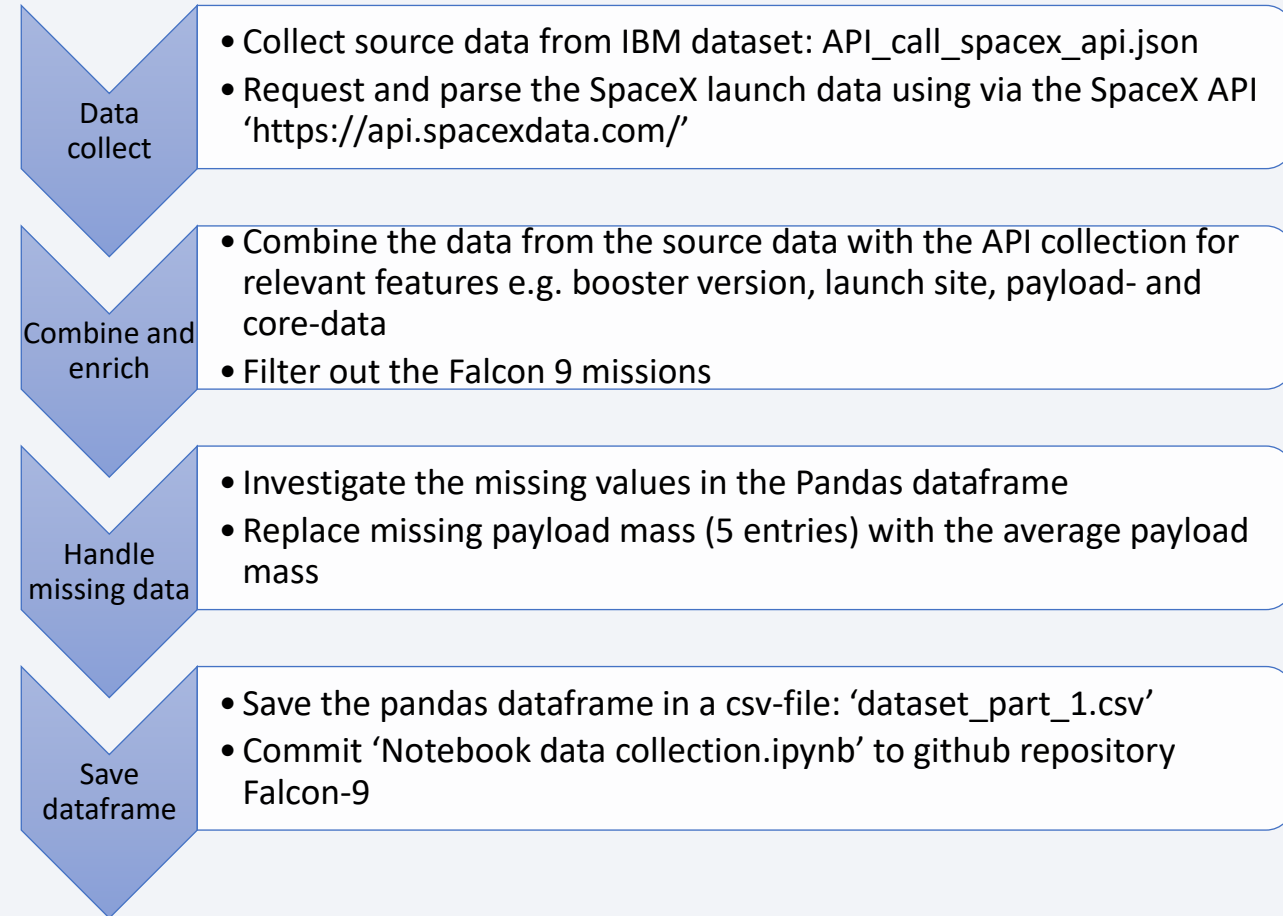 Data
collect
• Collect source data from IBM dataset: API_call_spacex_api.json
• Request and parse the SpaceX launch data using via the SpaceX API
‘https://api.spacexdata.com/’
Combine and
enrich
• Combine the data from the source data with the API collection for
relevant features e.g. booster version, launch site, payload- and
core-data
• Filter out the Falcon 9 missions
Handle
missing data
• Investigate the missing values in the Pandas dataframe
• Replace missing payload mass (5 entries) with the average payload
mass
Save
dataframe
• Save the pandas dataframe in a csv-file: ‘dataset_part_1.csv’
• Commit ‘Notebook data collection.ipynb’ to github repository
Falcon-9